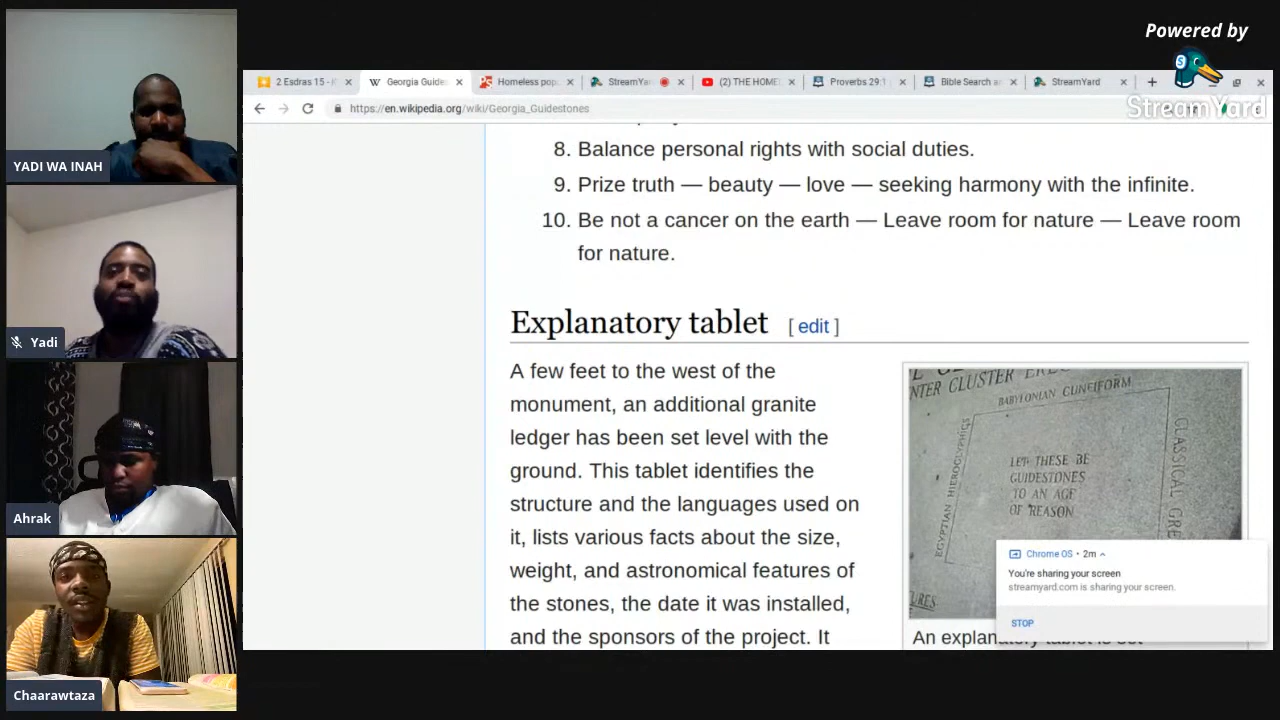 Powered by
StreamYard
YADI WA INAH
Yadi
Ahrak
Chaarawtaza
2 Esdras 15 -
Georgia Guide
Homeless pop
StreamYa
(2) THE HOME
Proverbs 29:1
Bible Search a
StreamYard
https://en.wikipedia.org/wiki/Georgia_Guidestones
8. Balance personal rights with social duties.
9. Prize truth — beauty — love — seeking harmony with the infinite.
10. Be not a cancer on the earth — Leave room for nature — Leave room
for nature.
Explanatory tablet [ edit ]
A few feet to the west of the
monument, an additional granite
ledger has been set level with the
ground. This tablet identifies the
structure and the languages used on
it, lists various facts about the size,
weight, and astronomical features of
the stones, the date it was installed,
and the sponsors of the project. It
NTER CLUSTER
BABYLONIAN CUNEIFORM
EGYPTIAN HIEROGLYPHICS
CLASSICAL GRE
LET THESE BE
GUIDESTONES
TO AN AGE
OF REASON
URES
Chrome OS • 2m
You're sharing your screen
streamyard.com is sharing your screen.
STOP
An explanatory tablet is set